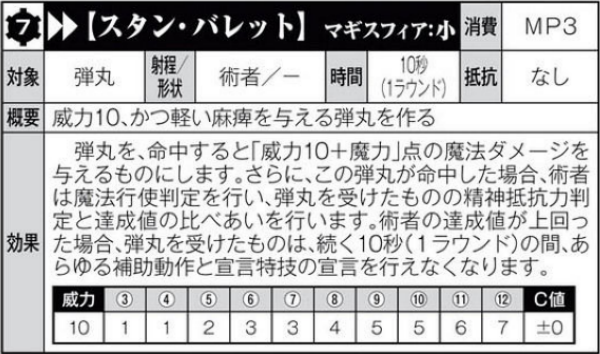 7 ▶▶【スタン・バレット】 マギスフィア:小 消費 MP3
対象 弾丸 射程/形状 術者/− 時間 10秒(1ラウンド) 抵抗 なし
概要 威力10、かつ軽い麻痺を与える弾丸を作る
効果
弾丸を、命中すると「威力10+魔力」点の魔法ダメージを
与えるものにします。さらに、この弾丸が命中した場合、術者
は魔法行使判定を行い、弾丸を受けたものの精神抵抗力判
定と達成値の比べあいを行います。術者の達成値が上回っ
た場合、弾丸を受けたものは、続く10秒(1ラウンド)の間、あ
らゆる補助動作と宣言特技の宣言を行えなくなります。
威力 ③ ④ ⑤ ⑥ ⑦ ⑧ ⑨ ⑩ ⑪ ⑫ C値
10 1 1 2 3 3 4 5 5 6 7 ±0